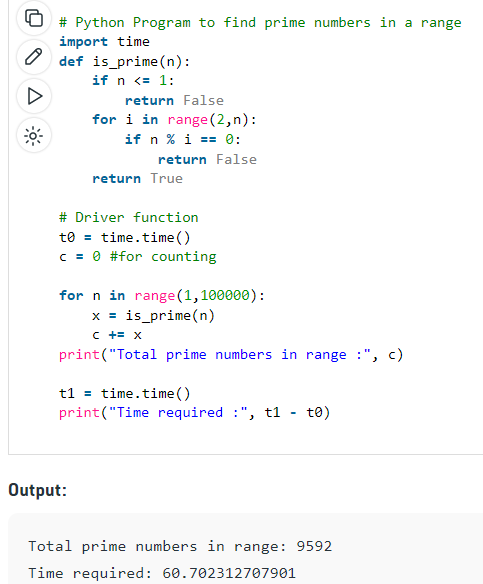 # Python Program to find prime numbers in a range
import time
def is_prime(n):
    if n <= 1:
        return False
    for i in range(2,n):
        if n % i == 0:
            return False
    return True
# Driver function
t0 = time.time()
c = 0 #for counting
for n in range(1,100000):
    x = is_prime(n)
    c += x
print("Total prime numbers in range :", c)
t1 = time.time()
print("Time required :", t1 - t0)
Output:
Total prime numbers in range: 9592
Time required: 60.702312707901